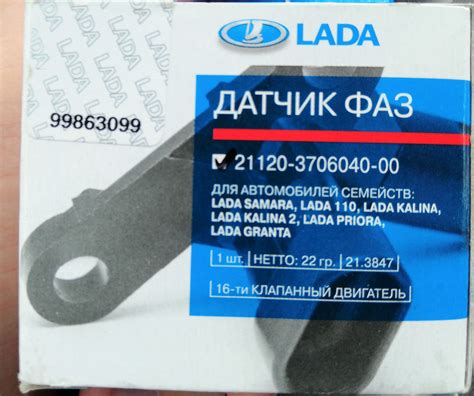 LADA
99863099
ДАТЧИК ФАЗ
21120-3706040-00
ДЛЯ АВТОМОБИЛЕЙ СЕМЕЙСТВ:
LADA SAMARA, LADA 110, LADA KALINA,
LADA KALINA 2, LADA PRIORA,
LADA GRANTA
1 шт. НЕТТО: 22 гр. 21.3847
16-ти КЛАПАННЫЙ ДВИГАТЕЛЬ